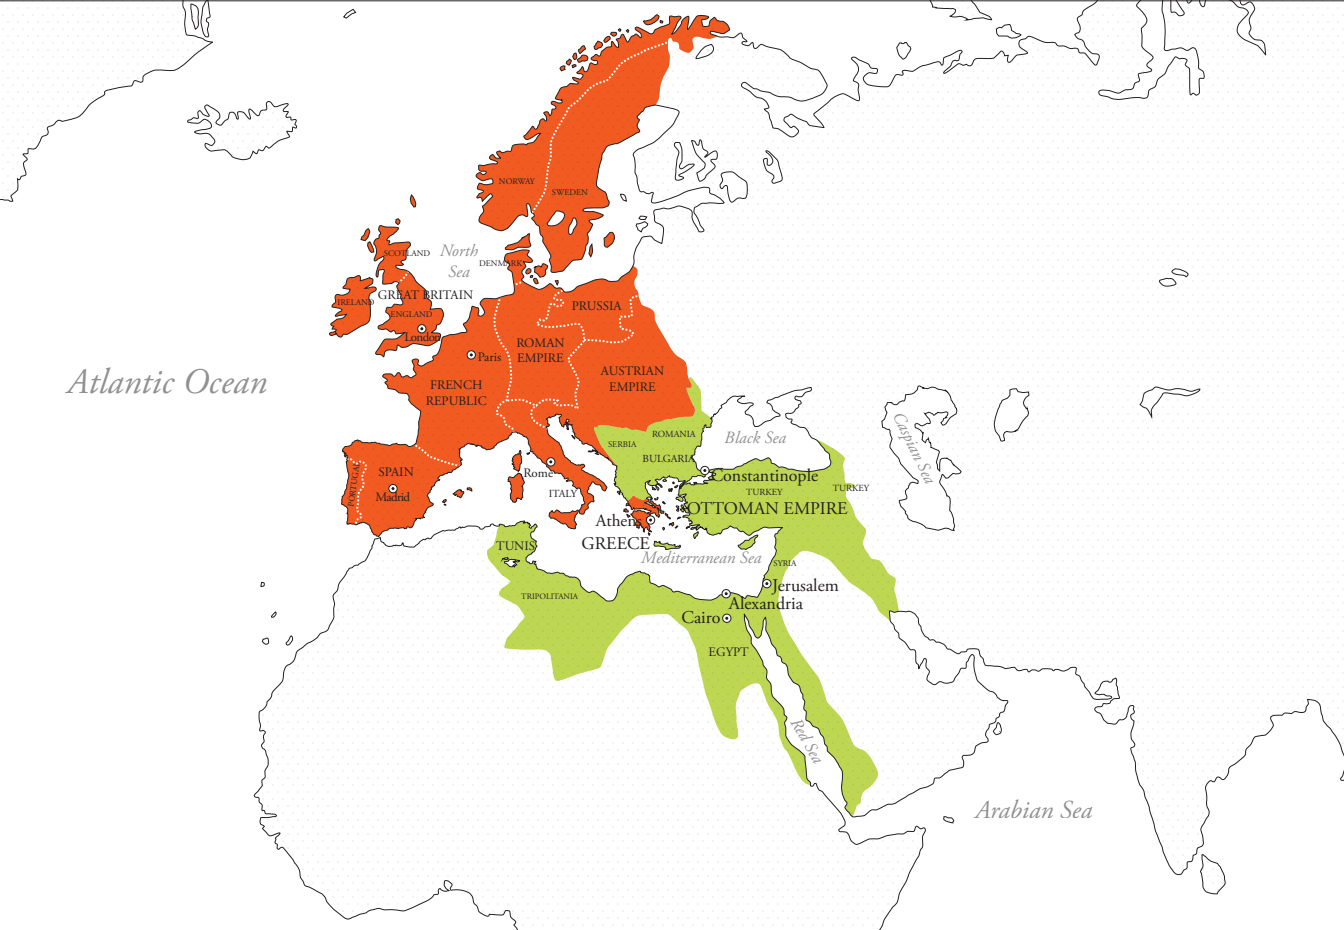 NORWAY
SWEDEN
SCOTLAND
North
Sea
DENMARK
GREAT BRITAIN
IRELAND
ENGLAND
London
PRUSSIA
Paris
ROMAN
EMPIRE
AUSTRIAN
EMPIRE
FRENCH
REPUBLIC
Atlantic Ocean
Black Sea
Caspian Sea
ROMANIA
SERBIA
BULGARIA
SPAIN
PORTUGAL
Madrid
Rome
ITALY
Constantinople
TURKEY
TURKEY
OTTOMAN EMPIRE
Athens
GREECE
Mediterranean Sea
TUNIS
SYRIA
TRIPOLITANIA
Jerusalem
Alexandria
Cairo
EGYPT
Red Sea
Arabian Sea